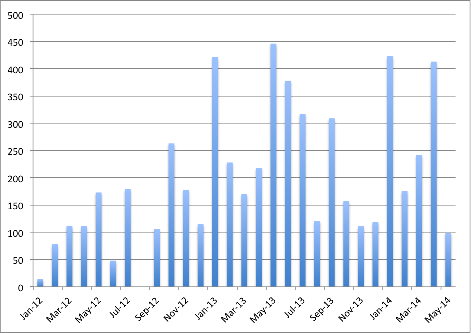 500
450
400
350
300
250
200
150
100
50
0
Jan-12
Mar-12
May-12
Jul-12
Sep-12
Nov-12
Jan-13
Mar-13
May-13
Jul-13
Sep-13
Nov-13
Jan-14
Mar-14
May-14